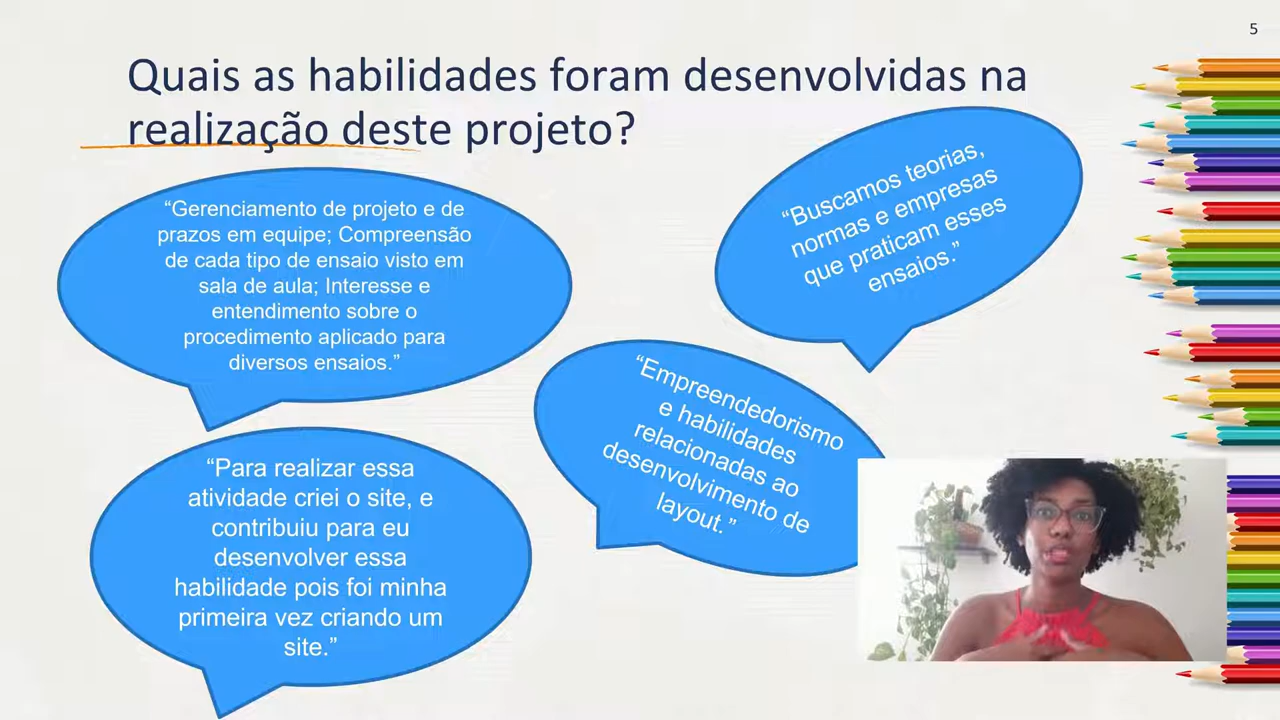 5
Quais as habilidades foram desenvolvidas na
realização deste projeto?
“Gerenciamento de projeto e de
prazos em equipe; Compreensão
de cada tipo de ensaio visto em
sala de aula; Interesse e
entendimento sobre o
procedimento aplicado para
diversos ensaios.”
“Buscamos teorias,
normas e empresas
que praticam esses
ensaios.”
“Empreendedorismo
e habilidades
relacionadas ao
desenvolvimento de
layout.”
“Para realizar essa
atividade criei o site, e
contribuiu para eu
desenvolver essa
habilidade pois foi minha
primeira vez criando um
site.”